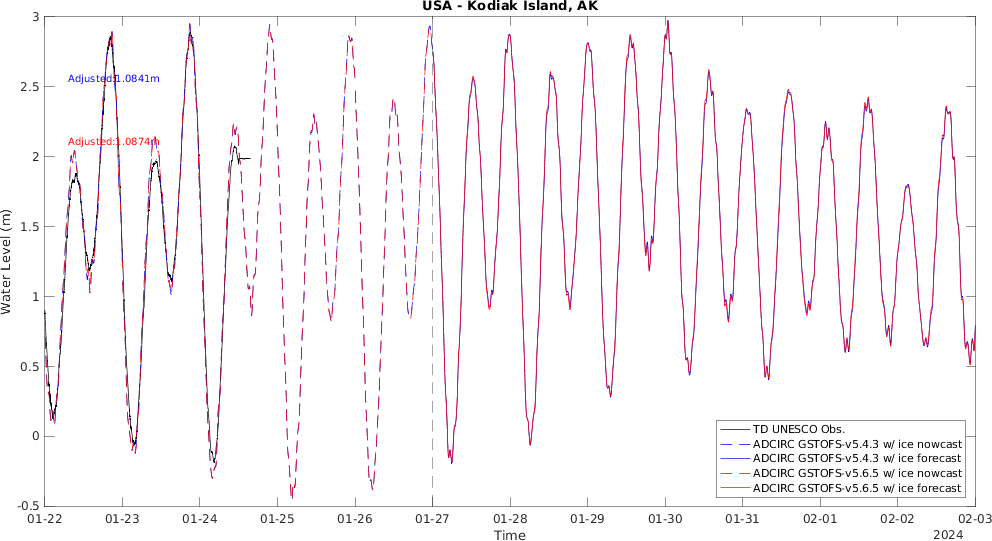 USA - Kodiak Island, AK
3
2.5
2
1.5
1
0.5
0
-0.5
Water Level (m)
Adjusted:1.0841m
Adjusted:1.0874m
TD UNESCO Obs.
ADCIRC GSTOFS-v5.4.3 w/ ice nowcast
ADCIRC GSTOFS-v5.4.3 w/ ice forecast
ADCIRC GSTOFS-v5.6.5 w/ ice nowcast
ADCIRC GSTOFS-v5.6.5 w/ ice forecast
01-22 01-23 01-24 01-25 01-26 01-27 01-28 01-29 01-30 01-31 02-01 02-02 02-03
Time
2024